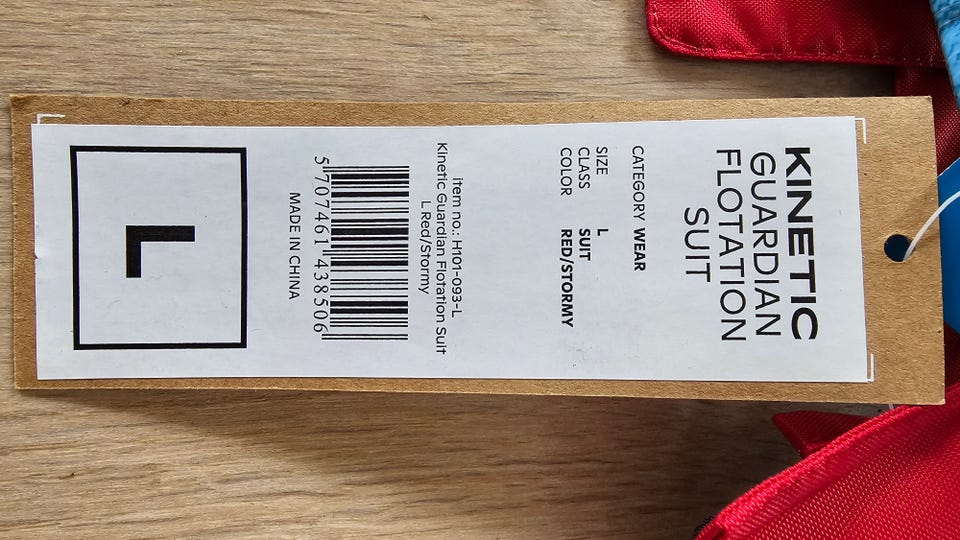 KINETIC
GUARDIAN
FLOTATION
SUIT
CATEGORY WEAR
SIZE L
CLASS SUIT
COLOR RED/STORMY
item no.: H101-093-L
Kinetic Guardian Flotation Suit
L Red/Stormy
5 707461 438506
MADE IN CHINA
L